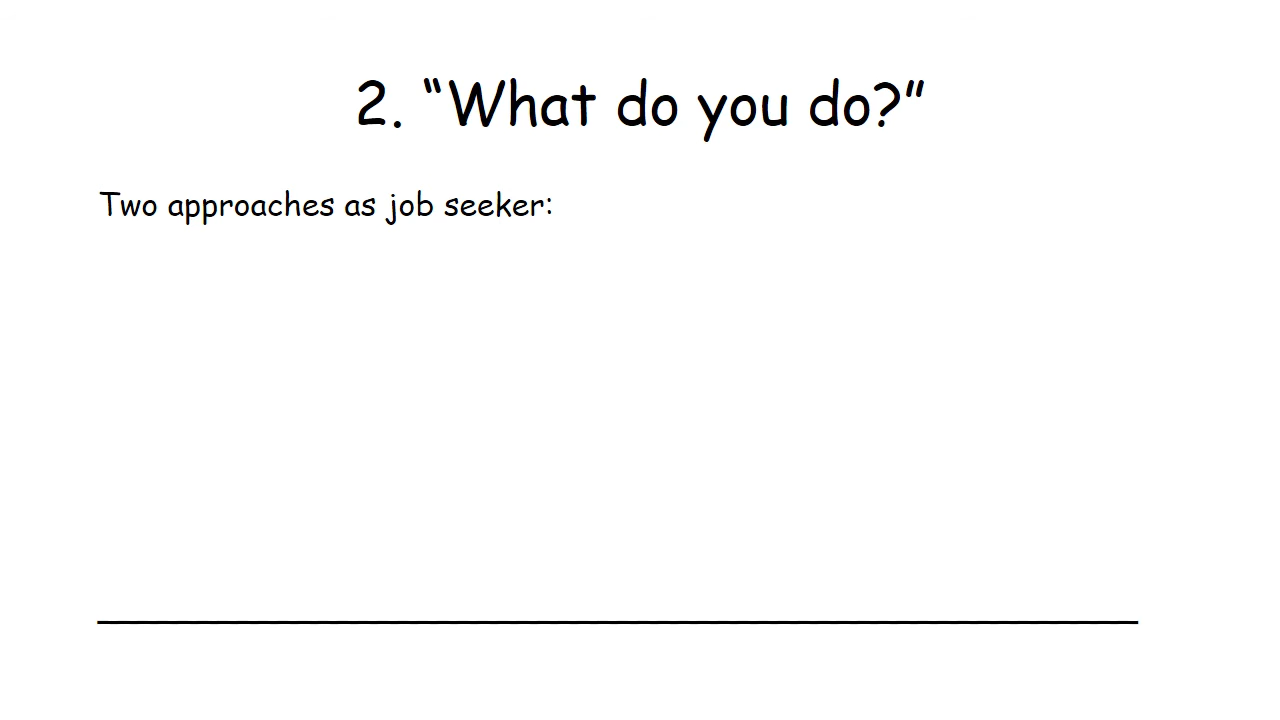 2. “What do you do?”
Two approaches as job seeker: